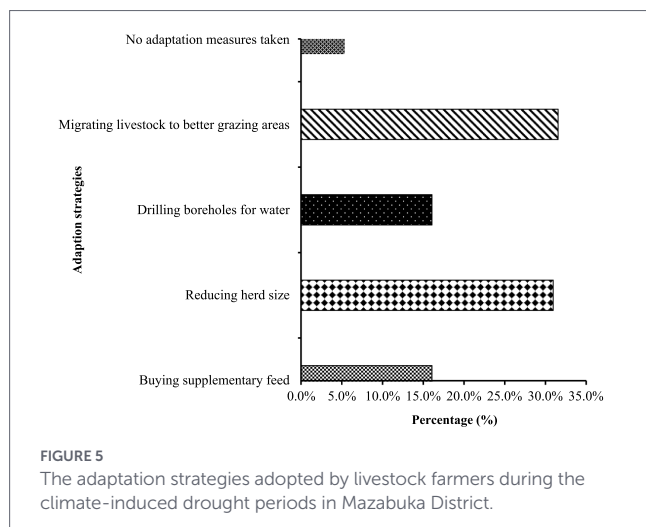 No adaptation measures taken
Migrating livestock to better grazing areas
Drilling boreholes for water
Reducing herd size
Buying supplementary feed
Adaption strategies
0.0% 5.0% 10.0% 15.0% 20.0% 25.0% 30.0% 35.0%
Percentage (%)
FIGURE 5
The adaptation strategies adopted by livestock farmers during the
climate-induced drought periods in Mazabuka District.